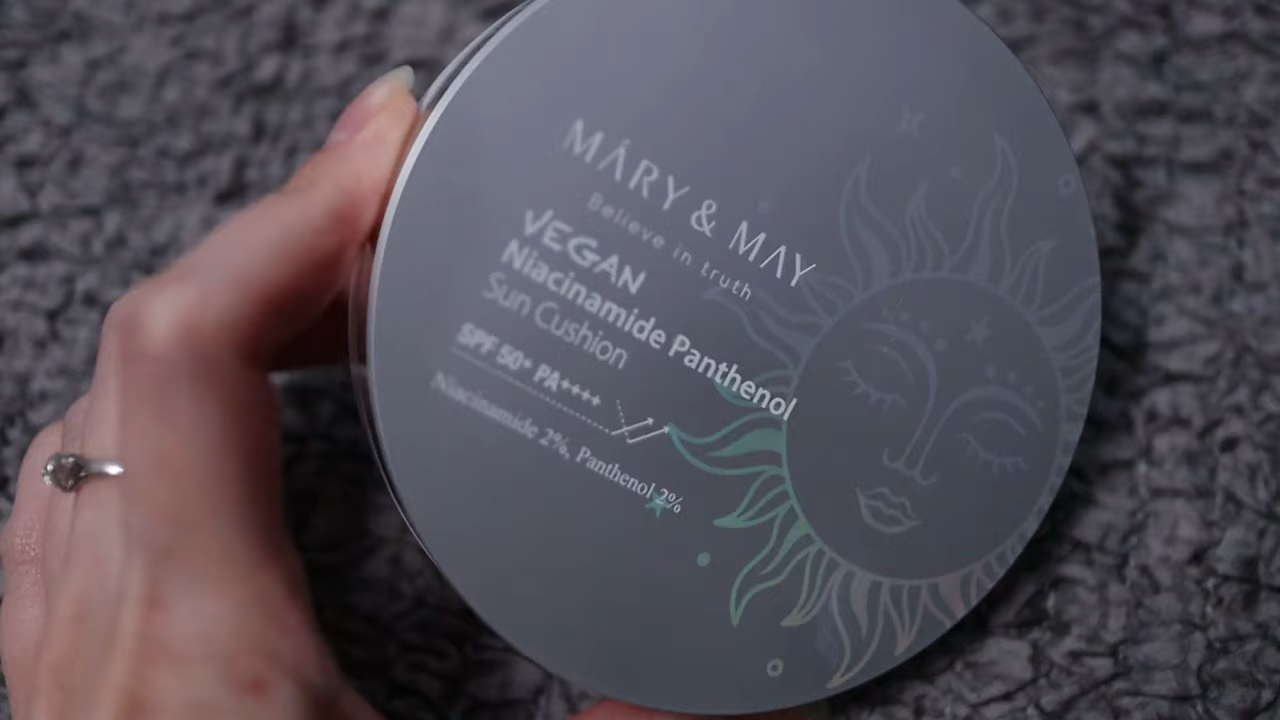 MÁRY & MAY
Believe in truth
VEGAN
Niacinamide Panthenol
Sun Cushion
SPF 50+ PA++++
Niacinamide 2%, Panthenol 2%